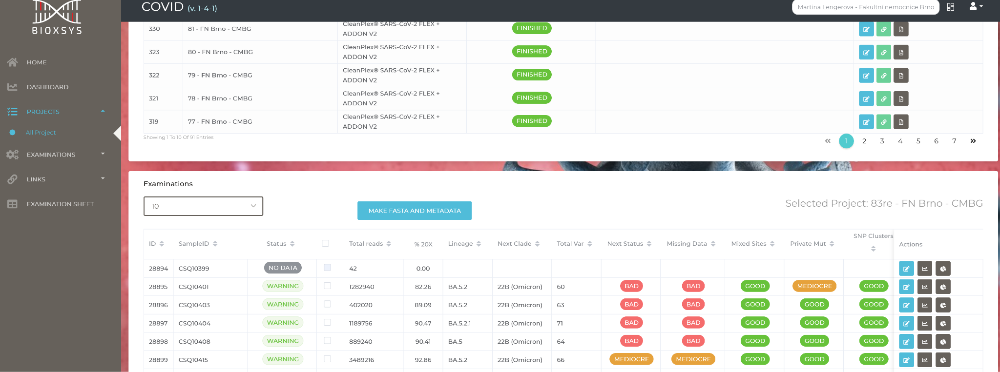 COVID (v. 1-4-1)
Martina Lengerova - Fakultní nemocnice Brno
BIOXSYS
HOME
DASHBOARD
PROJECTS
All Project
EXAMINATIONS
LINKS
EXAMINATION SHEET
330 81 - FN Brno - CMBG CleanPlex® SARS-CoV-2 FLEX + ADDON V2 FINISHED
323 80 - FN Brno - CMBG CleanPlex® SARS-CoV-2 FLEX + ADDON V2 FINISHED
322 79 - FN Brno - CMBG CleanPlex® SARS-CoV-2 FLEX + ADDON V2 FINISHED
321 78 - FN Brno - CMBG CleanPlex® SARS-CoV-2 FLEX + ADDON V2 FINISHED
319 77 - FN Brno - CMBG CleanPlex® SARS-CoV-2 FLEX + ADDON V2 FINISHED
Showing 1 To 10 Of 91 Entries
« 1 2 3 4 5 6 7 »
Examinations
10
MAKE FASTA AND METADATA
Selected Project: 83re - FN Brno - CMBG
ID SampleID Status Total reads % 20X Lineage Next Clade Total Var Next Status Missing Data Mixed Sites Private Mut SNP Clusters Actions
28894 CSQ10399 NO DATA 42 0.00
28895 CSQ10401 WARNING 1282940 82.26 BA.5.2 22B (Omicron) 60 BAD BAD GOOD MEDIOCRE GOOD
28896 CSQ10403 WARNING 402020 89.09 BA.5.2 22B (Omicron) 63 BAD BAD GOOD GOOD GOOD
28897 CSQ10404 WARNING 1189756 90.47 BA.5.2.1 22B (Omicron) 71 BAD BAD GOOD GOOD GOOD
28898 CSQ10408 WARNING 889240 90.41 BA.5 22B (Omicron) 64 BAD BAD GOOD GOOD GOOD
28899 CSQ10415 WARNING 3489216 92.86 BA.5.2 22B (Omicron) 66 MEDIOCRE MEDIOCRE GOOD GOOD GOOD